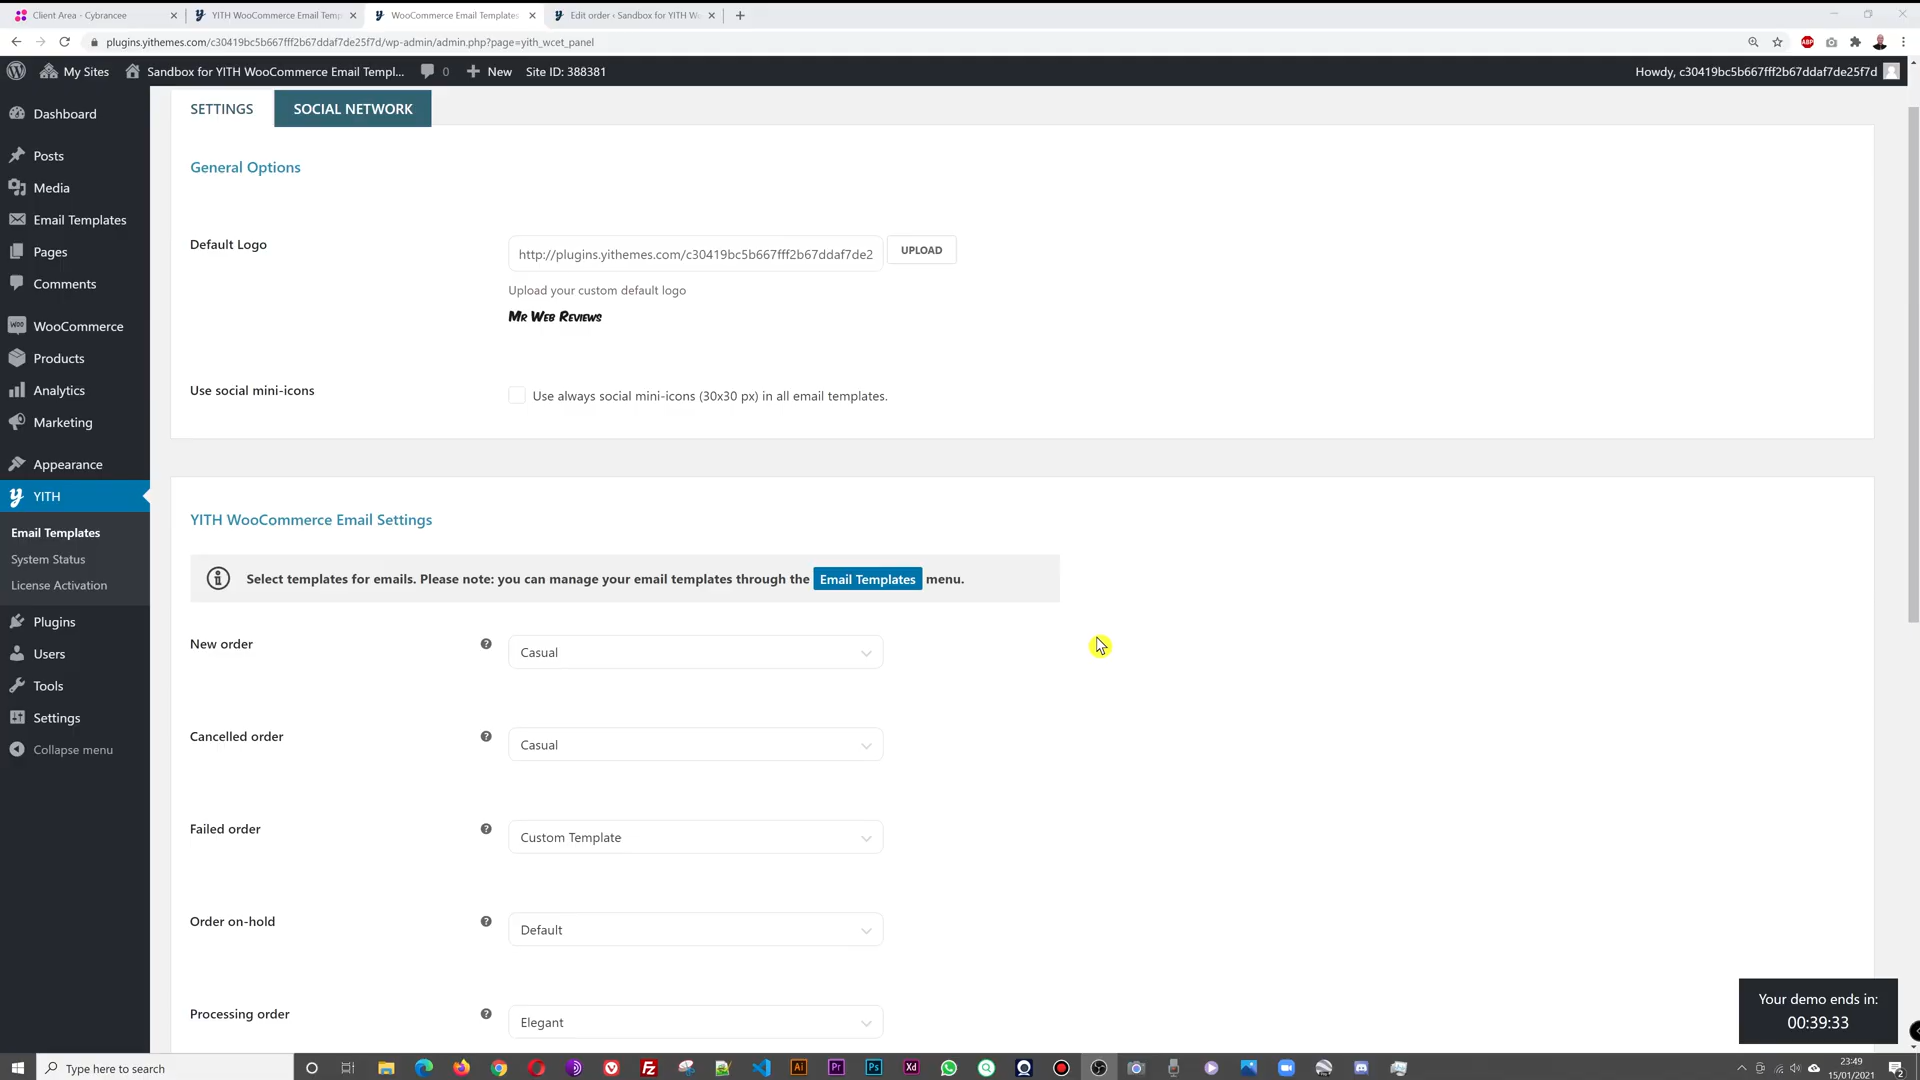 Client Area - Cybrancee
YITH WooCommerce Email Temp
WooCommerce Email Templates
Edit order ‹ Sandbox for YITH W
plugins.yithemes.com/c30419bc5b667fff2b67ddaf7de25f7d/wp-admin/admin.php?page=yith_wcet_panel
ABP
My Sites
Sandbox for YITH WooCommerce Email Templ...
0
New
Site ID: 388381
Howdy, c30419bc5b667fff2b67ddaf7de25f7d
Dashboard
Posts
Media
Email Templates
Pages
Comments
WooCommerce
Products
Analytics
Marketing
Appearance
YITH
Email Templates
System Status
License Activation
Plugins
Users
Tools
Settings
Collapse menu
SETTINGS
SOCIAL NETWORK
General Options
Default Logo
http://plugins.yithemes.com/c30419bc5b667fff2b67ddaf7de2
UPLOAD
Upload your custom default logo
Mr Web Reviews
Use social mini-icons
Use always social mini-icons (30x30 px) in all email templates.
YITH WooCommerce Email Settings
Select templates for emails. Please note: you can manage your email templates through the Email Templates menu.
New order
Casual
Cancelled order
Casual
Failed order
Custom Template
Order on-hold
Default
Processing order
Elegant
Your demo ends in:
00:39:33
Type here to search
23:49
15/01/2021